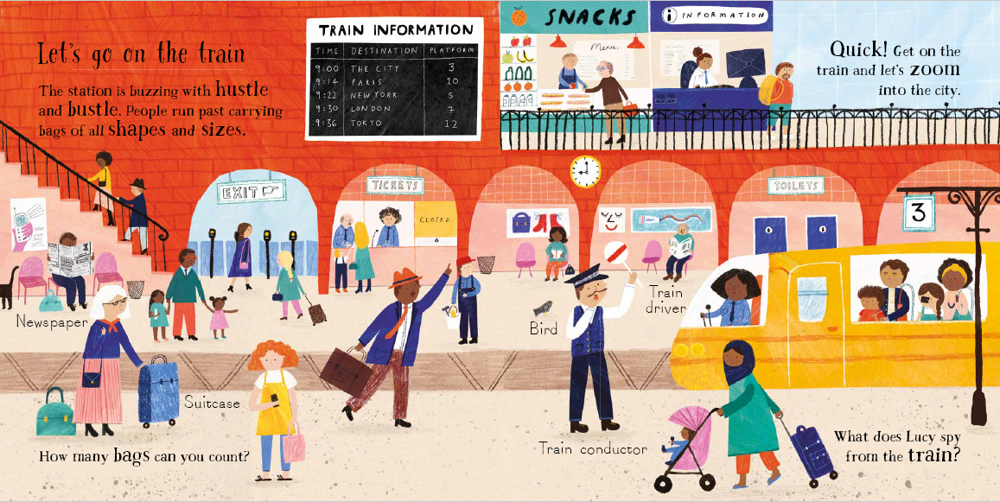 Let's go on the train
The station is buzzing with hustle
and bustle. People run past carrying
bags of all shapes and sizes.
TRAIN INFORMATION
TIME DESTINATION PLATFORM
9:00 THE CITY 3
9:14 PARIS 10
9:22 NEW YORK 5
9:30 LONDON 7
9:36 TOKYO 12
SNACKS
i INFORMATION
Menu
Quick! Get on the
train and let's zoom
into the city.
EXIT
TICKETS
CLOSED
TOILETS
3
Newspaper
Suitcase
Bird
Train
driver
Train conductor
How many bags can you count?
What does Lucy spy
from the train?